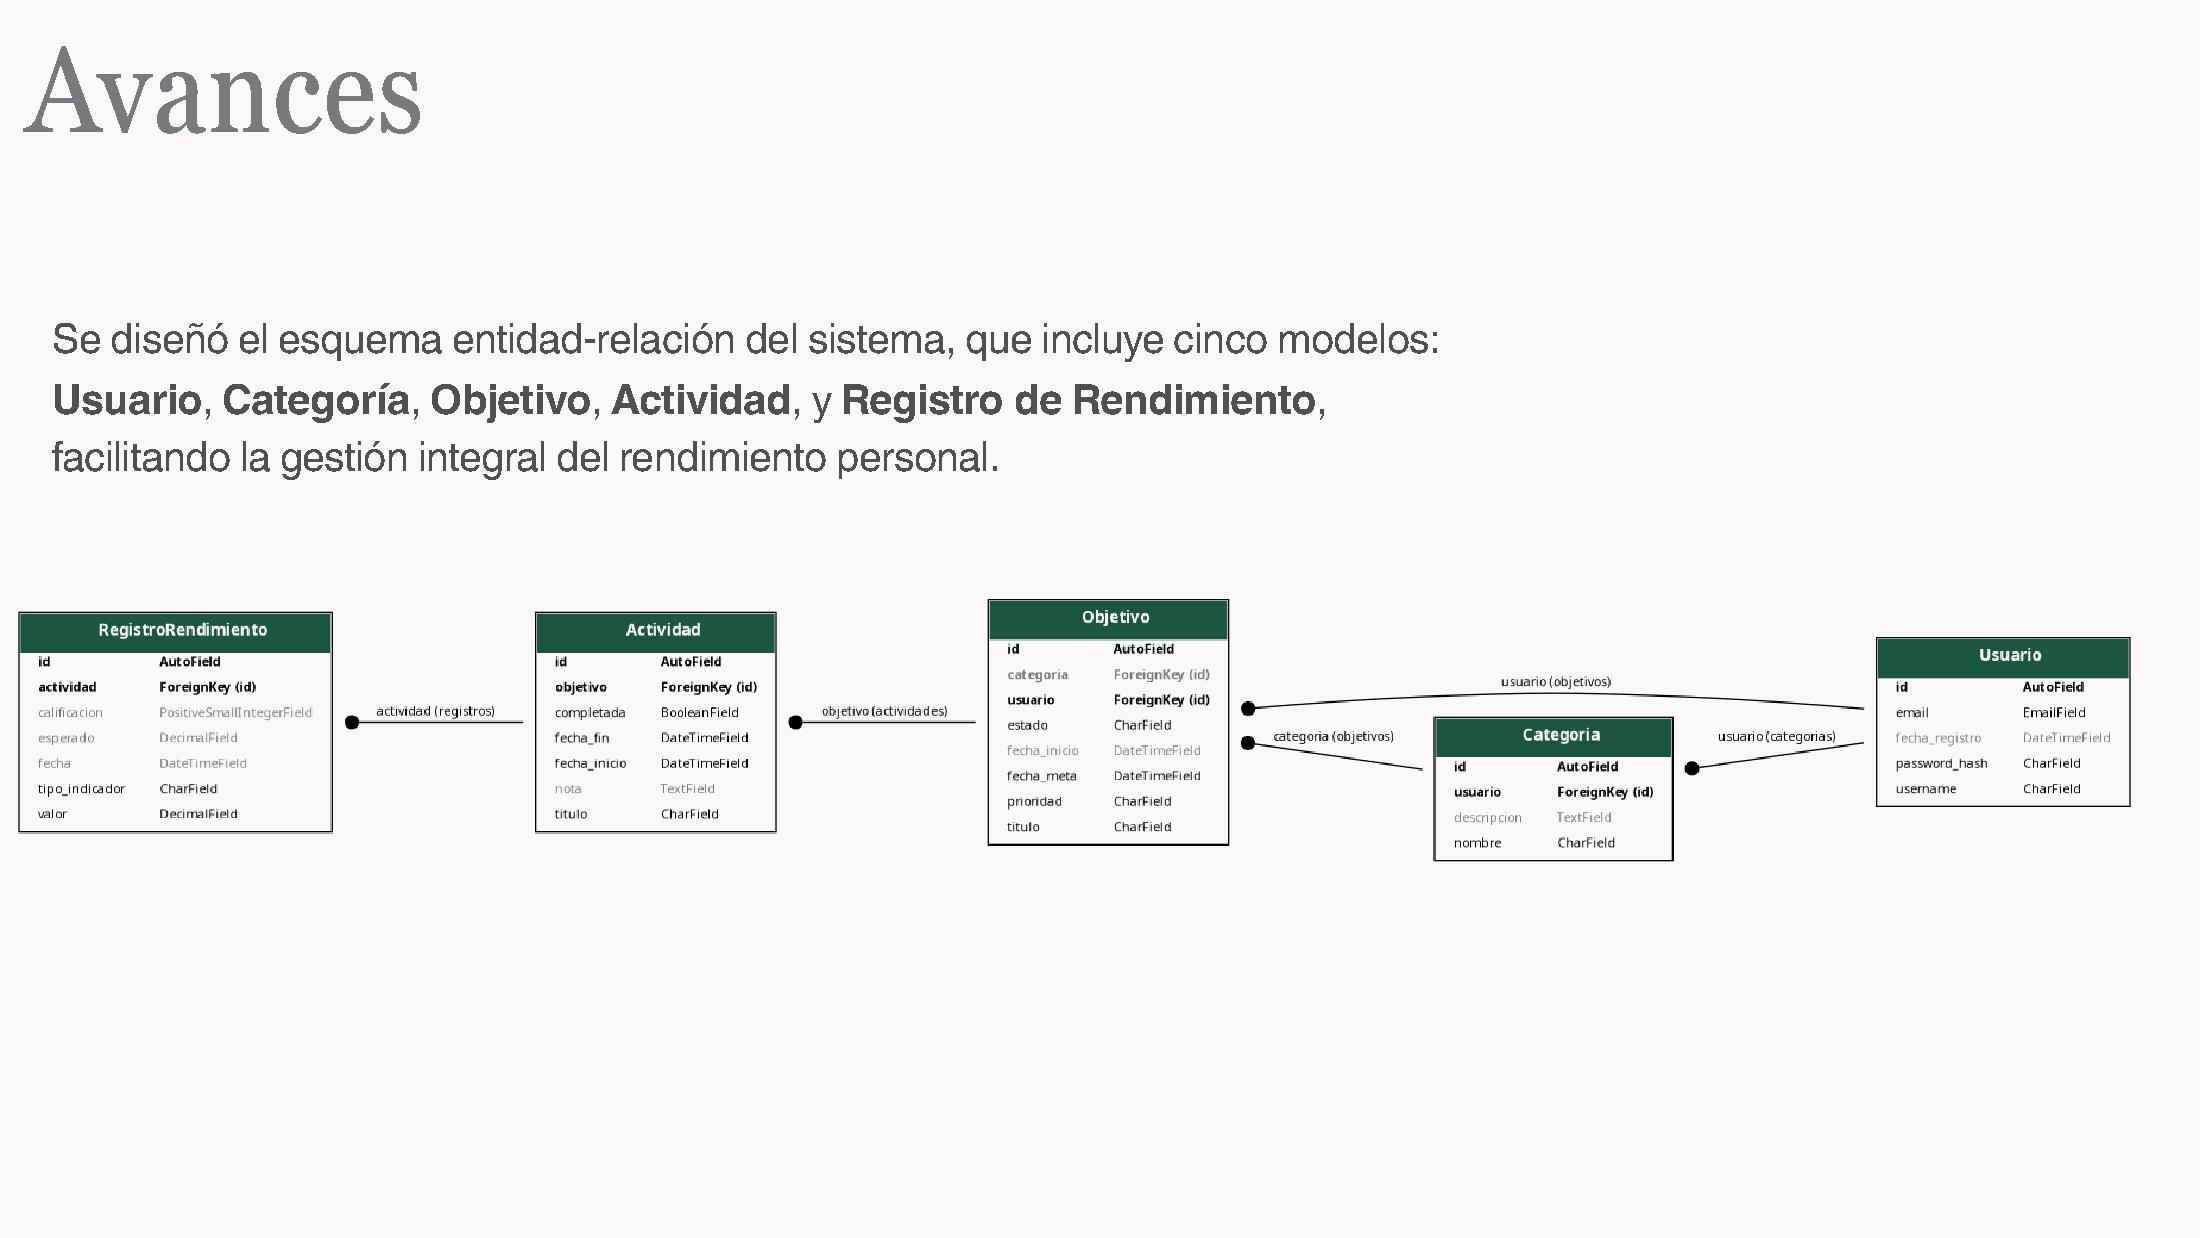 Avances
Se diseñó el esquema entidad-relación del sistema, que incluye cinco modelos:
Usuario, Categoría, Objetivo, Actividad, y Registro de Rendimiento,
facilitando la gestión integral del rendimiento personal.
RegistroRendimiento
id AutoField
actividad ForeignKey (id)
calificacion PositiveSmallIntegerField
esperado DecimalField
fecha DateTimeField
tipo_indicador CharField
valor DecimalField
actividad (registros)
Actividad
id AutoField
objetivo ForeignKey (id)
completada BooleanField
fecha_fin DateTimeField
fecha_inicio DateTimeField
nota TextField
titulo CharField
objetivo (actividades)
Objetivo
id AutoField
categoria ForeignKey (id)
usuario ForeignKey (id)
estado CharField
fecha_inicio DateTimeField
fecha_meta DateTimeField
prioridad CharField
titulo CharField
usuario (objetivos)
categoria (objetivos)
Categoria
id AutoField
usuario ForeignKey (id)
descripcion TextField
nombre CharField
usuario (categorias)
Usuario
id AutoField
email EmailField
fecha_registro DateTimeField
password_hash CharField
username CharField